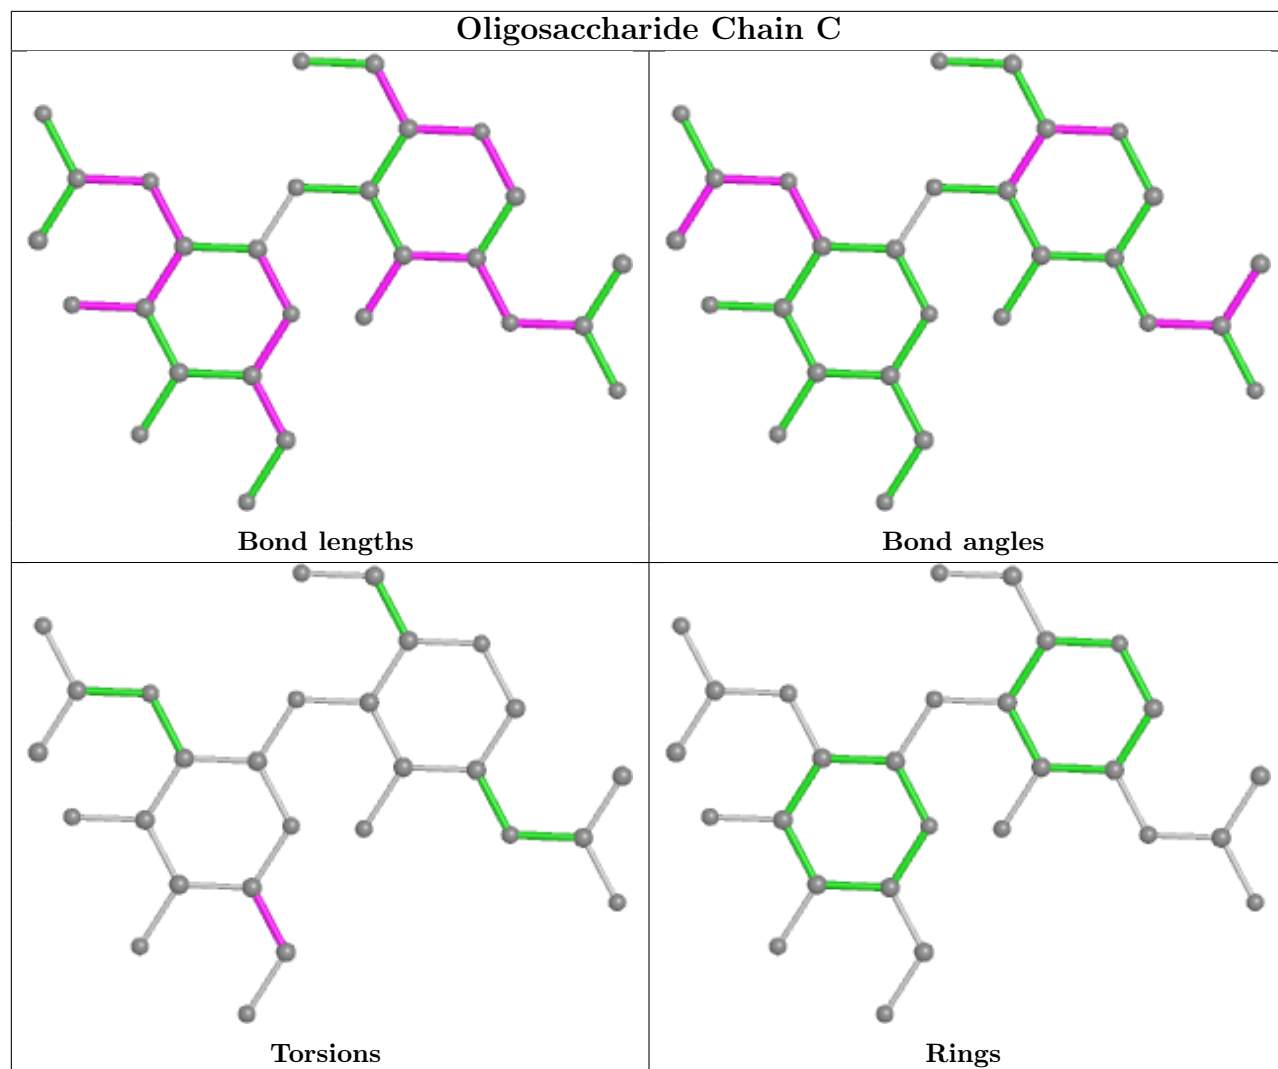 Oligosaccharide Chain C
Bond lengths
Bond angles
Torsions
Rings